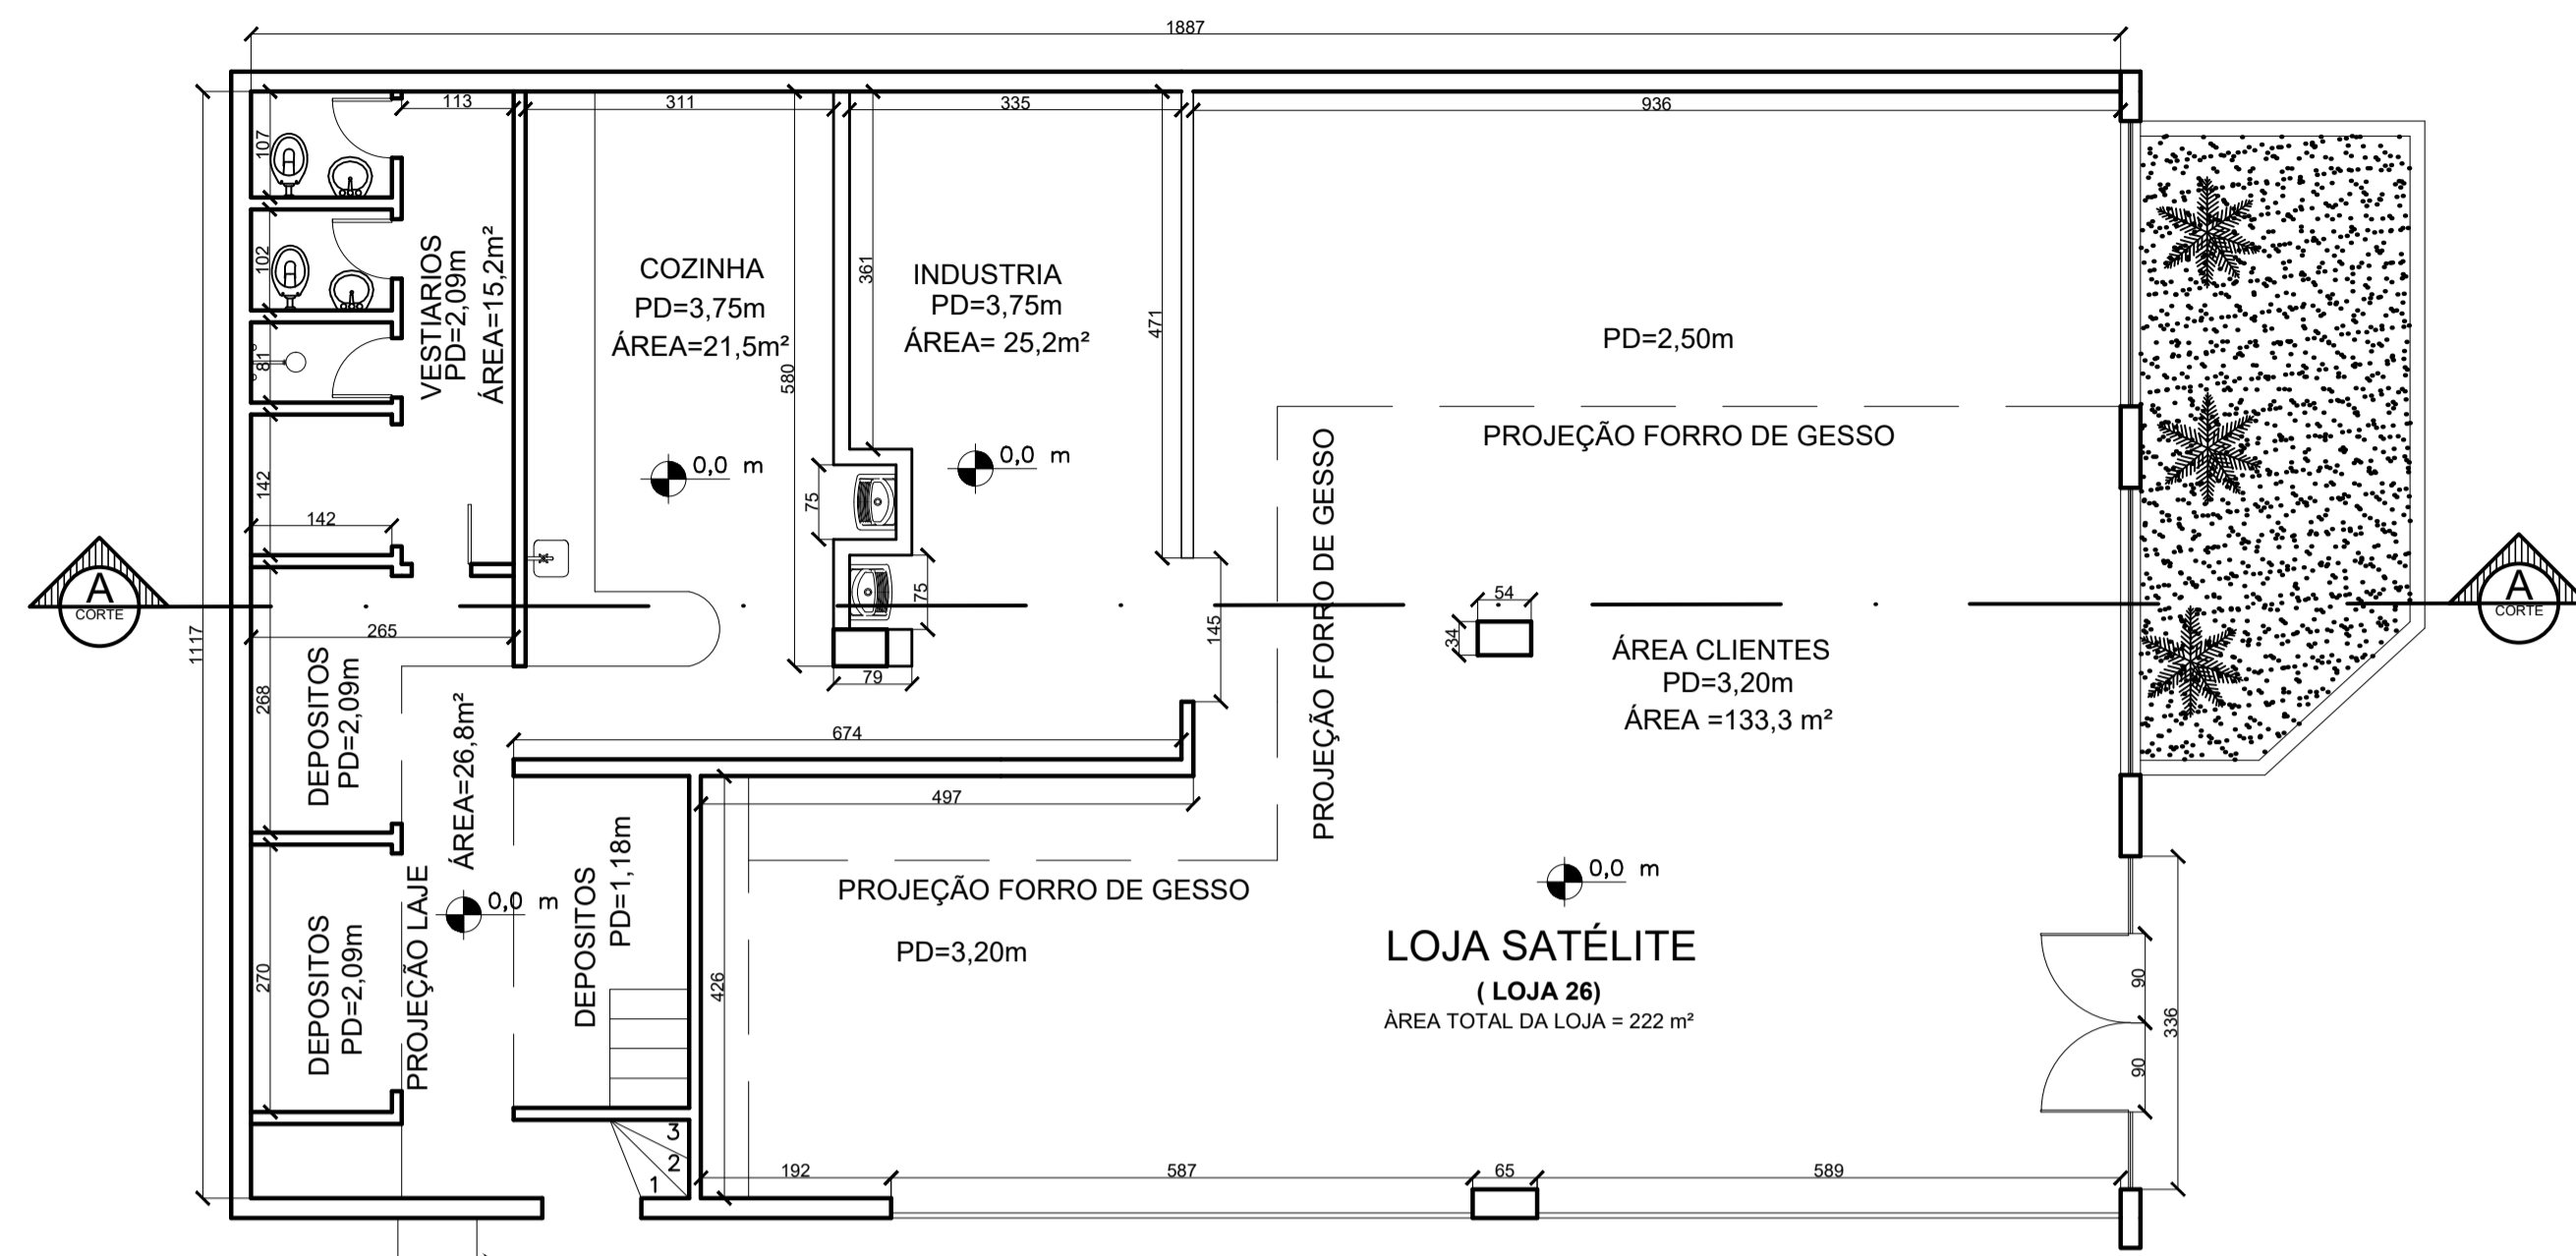 1887
113
311
335
936
107
102
81
142
142
265
268
270
1117
VESTIARIOS
PD=2,09m
ÁREA=15,2m²
COZINHA
PD=3,75m
ÁREA=21,5m²
580
0,0 m
361
INDUSTRIA
PD=3,75m
ÁREA= 25,2m²
471
0,0 m
75
75
79
145
674
497
PD=2,50m
PROJEÇÃO FORRO DE GESSO
PROJEÇÃO FORRO DE GESSO
54
34
ÁREA CLIENTES
PD=3,20m
ÁREA =133,3 m²
A
CORTE
A
CORTE
DEPOSITOS
PD=2,09m
ÁREA=26,8m²
DEPOSITOS
PD=2,09m
PROJEÇÃO LAJE
0,0 m
DEPOSITOS
PD=1,18m
426
PROJEÇÃO FORRO DE GESSO
PD=3,20m
0,0 m
LOJA SATÉLITE
( LOJA 26)
ÀREA TOTAL DA LOJA = 222 m²
90
90
336
3
2
1
192
587
65
589